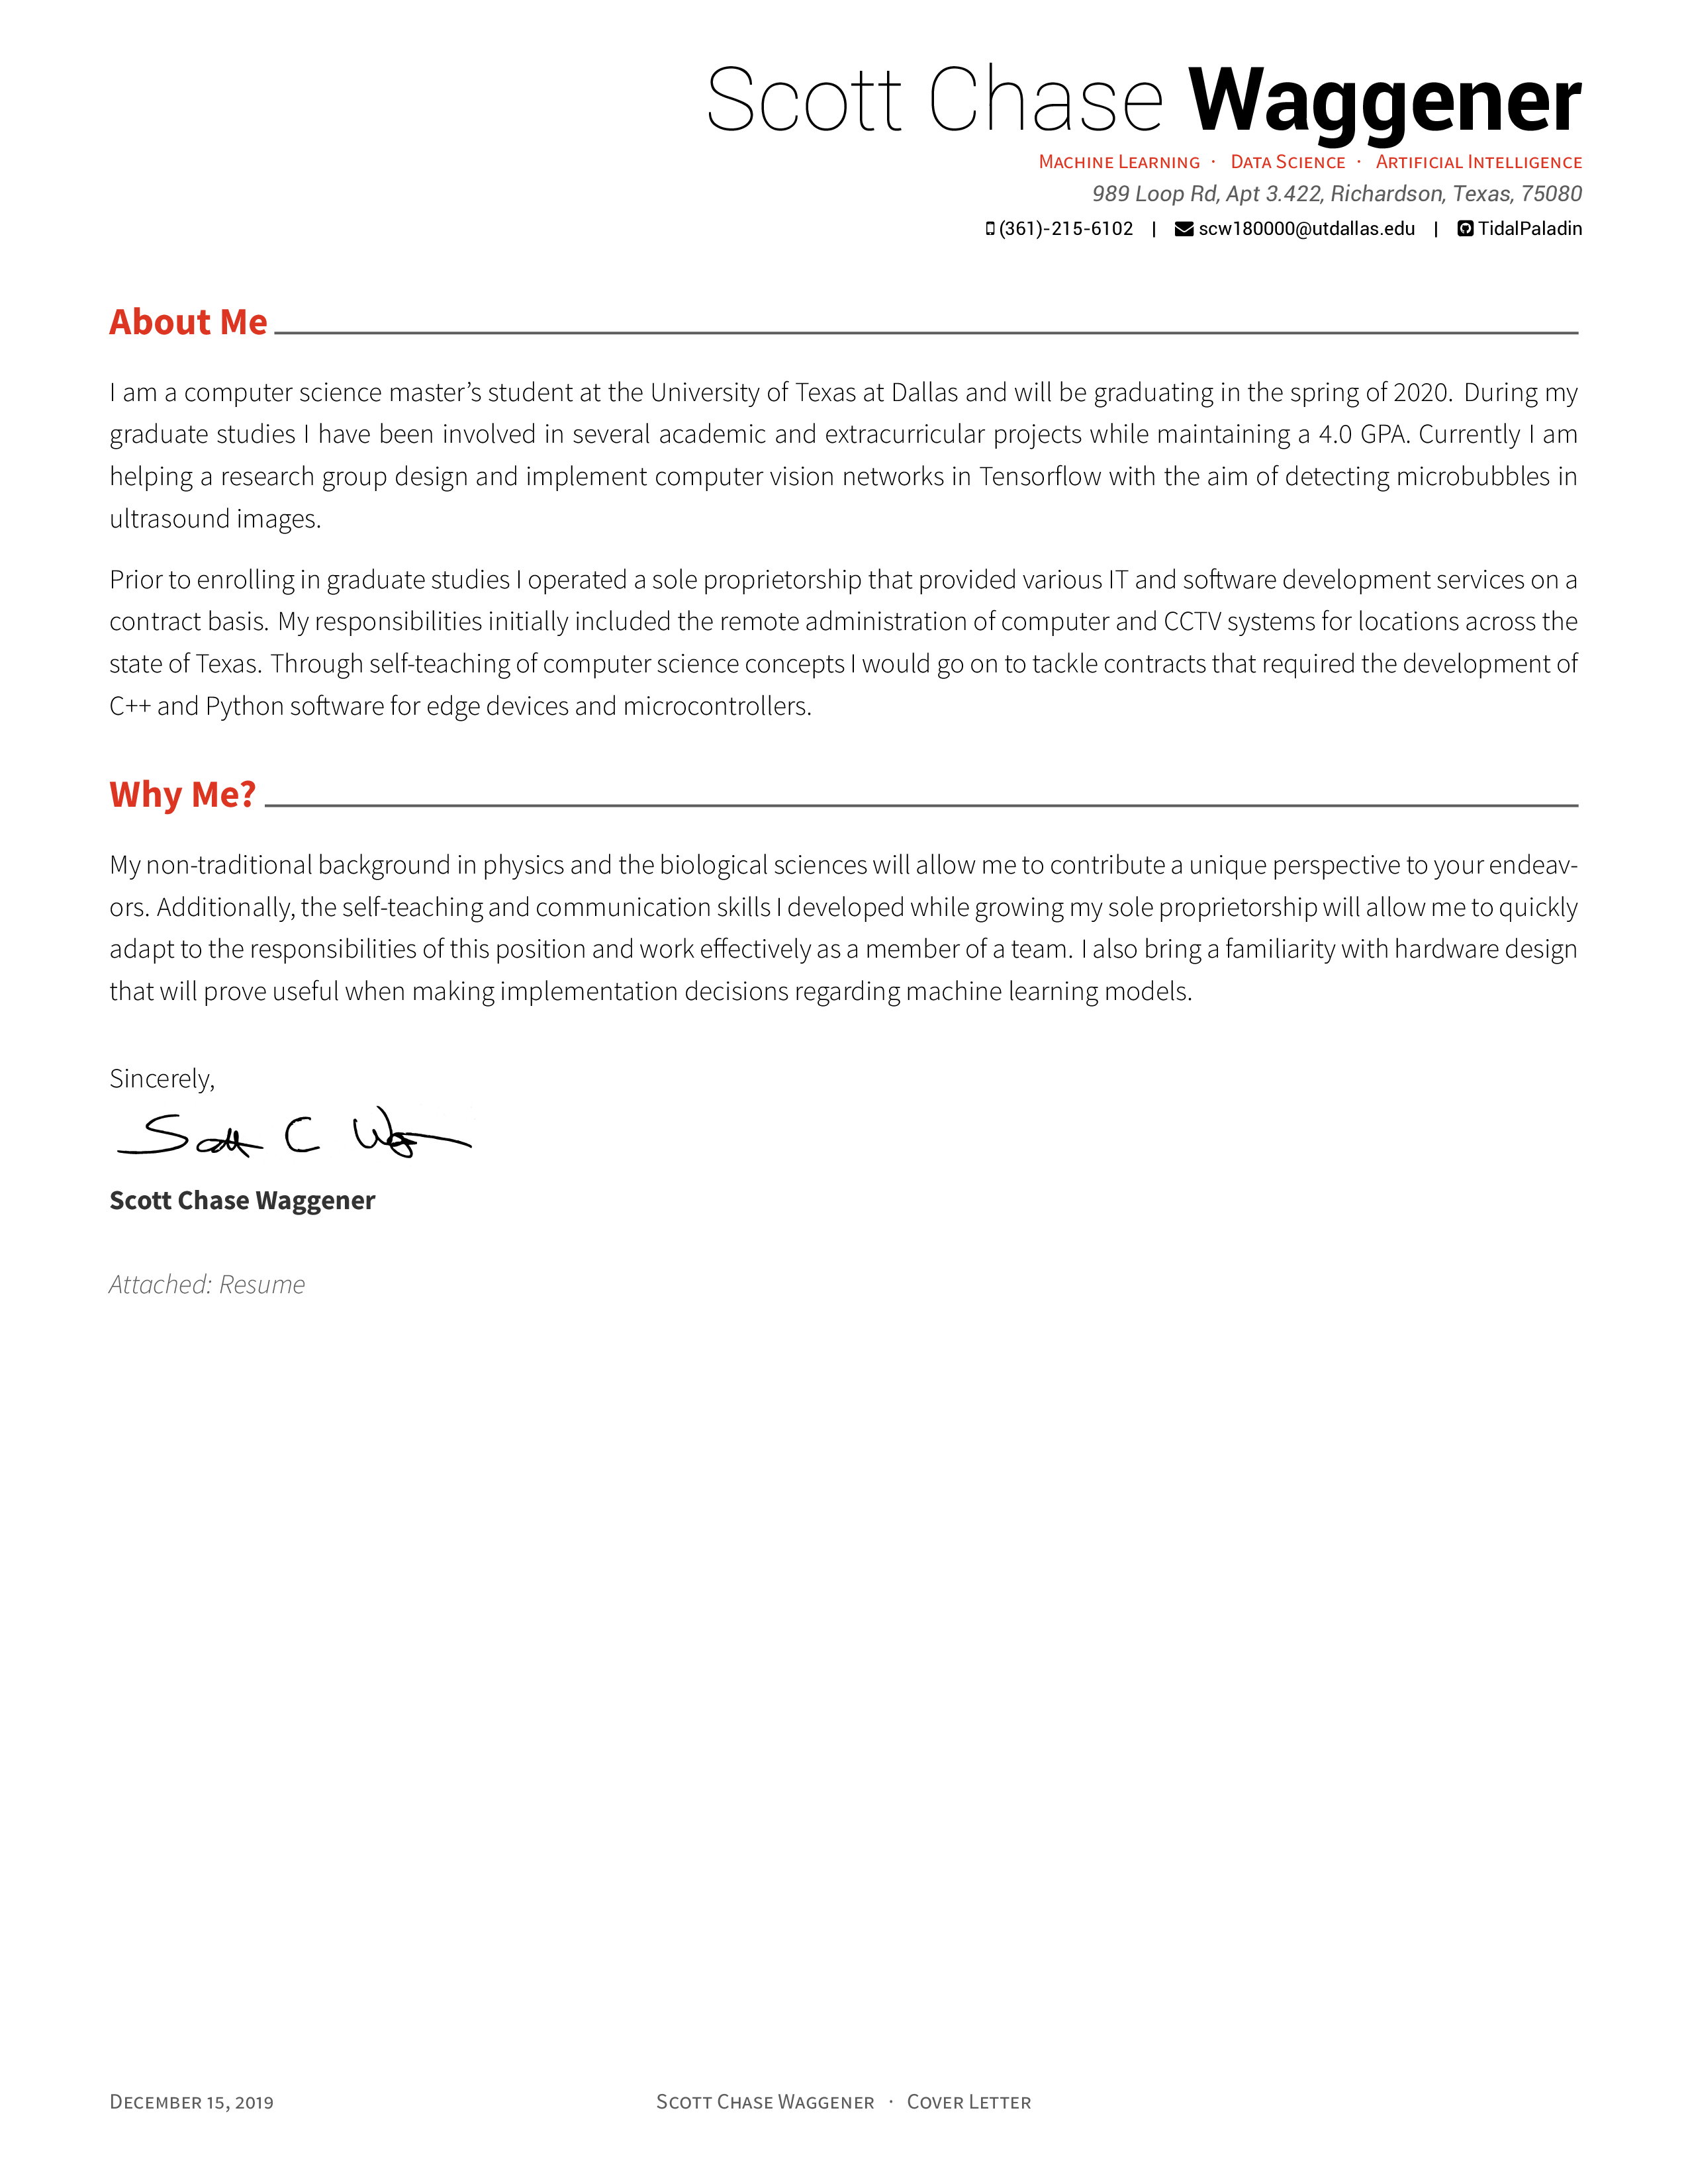 Scott Chase Waggener
Machine Learning · Data Science · Artificial Intelligence
989 Loop Rd, Apt 3.422, Richardson, Texas, 75080
(361)-215-6102 | scw180000@utdallas.edu | TidalPaladin
About Me
I am a computer science master’s student at the University of Texas at Dallas and will be graduating in the spring of 2020. During my
graduate studies I have been involved in several academic and extracurricular projects while maintaining a 4.0 GPA. Currently I am
helping a research group design and implement computer vision networks in Tensorflow with the aim of detecting microbubbles in
ultrasound images.
Prior to enrolling in graduate studies I operated a sole proprietorship that provided various IT and software development services on a
contract basis. My responsibilities initially included the remote administration of computer and CCTV systems for locations across the
state of Texas. Through self-teaching of computer science concepts I would go on to tackle contracts that required the development of
C++ and Python software for edge devices and microcontrollers.
Why Me?
My non-traditional background in physics and the biological sciences will allow me to contribute a unique perspective to your endeav-
ors. Additionally, the self-teaching and communication skills I developed while growing my sole proprietorship will allow me to quickly
adapt to the responsibilities of this position and work effectively as a member of a team. I also bring a familiarity with hardware design
that will prove useful when making implementation decisions regarding machine learning models.
Sincerely,
Scott C
Scott Chase Waggener
Attached: Resume
December 15, 2019 Scott Chase Waggener · Cover Letter